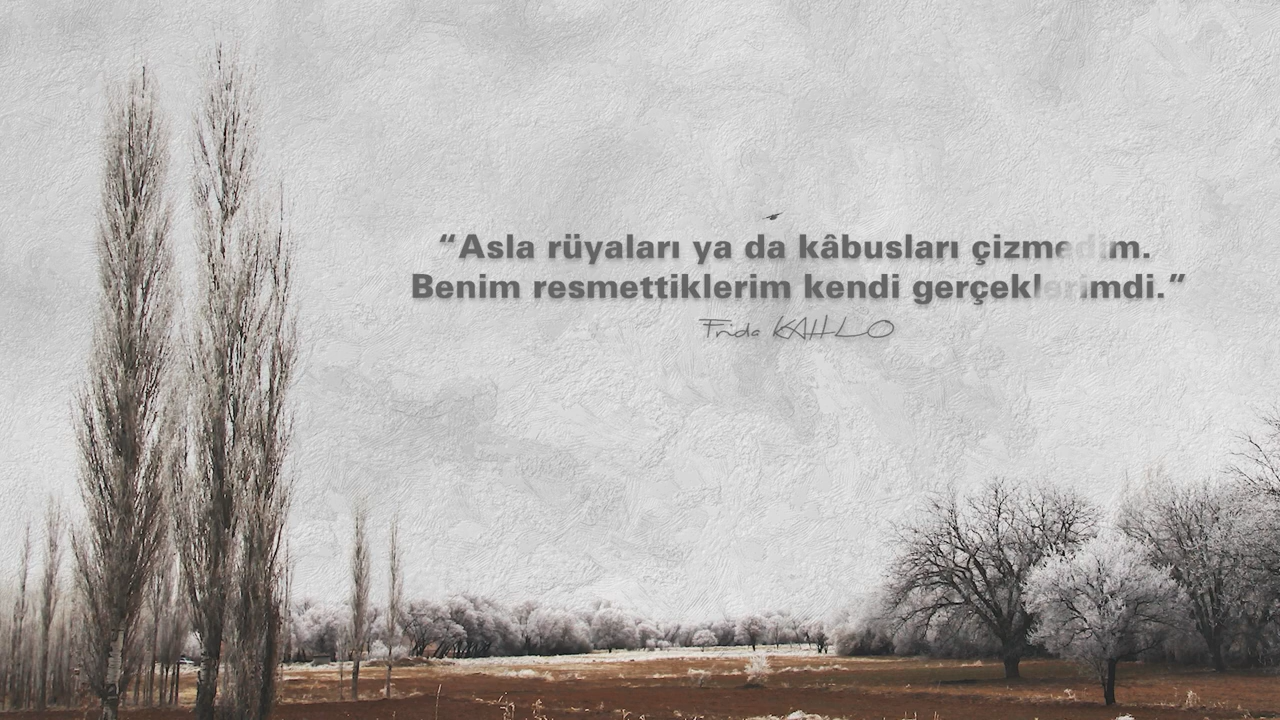 “Asla rüyaları ya da kâbusları çizmedim.
Benim resmettiklerim kendi gerçeklerimdi.”
Frida KAHLO